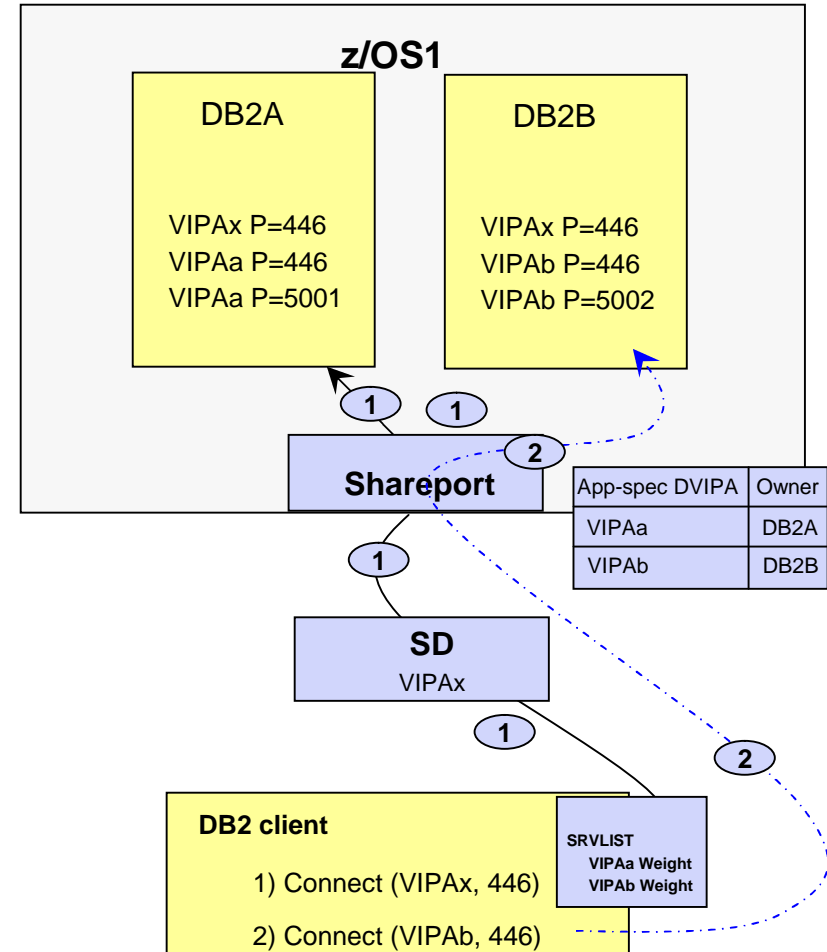 z/OS1
DB2A
VIPAx P=446
VIPAa P=446
VIPAa P=5001
DB2B
VIPAx P=446
VIPAb P=446
VIPAb P=5002
1
1
2
Shareport
App-spec DVIPA Owner
VIPAa DB2A
VIPAb DB2B
1
SD
VIPAx
1
2
DB2 client
1) Connect (VIPAx, 446)
2) Connect (VIPAb, 446)
SRVLIST
VIPAa Weight
VIPAb Weight